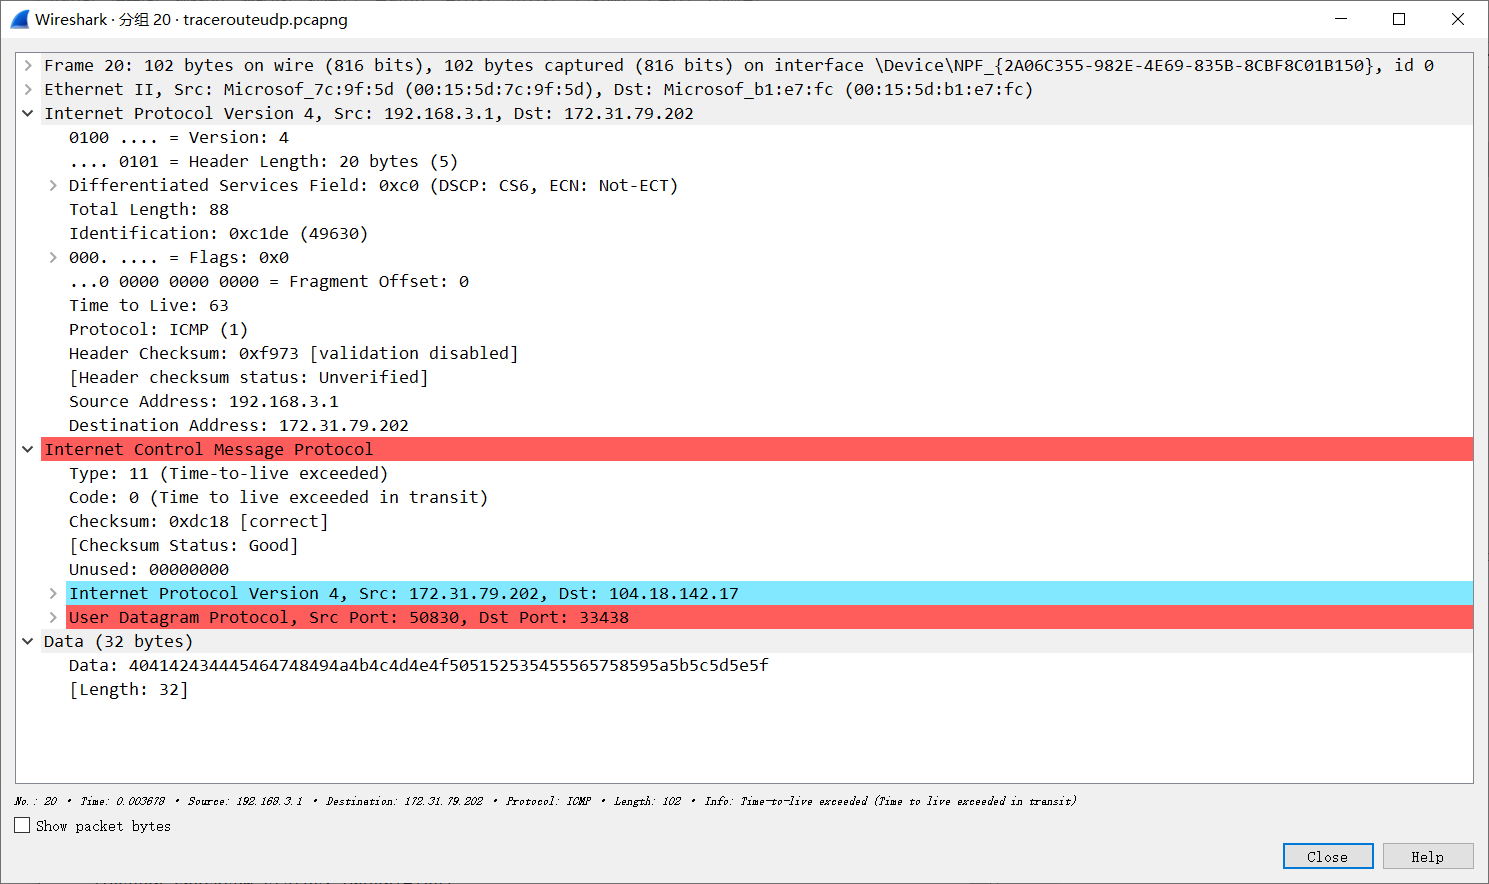 Wireshark · 分组 20 · tracerouteudp.pcapng
Frame 20: 102 bytes on wire (816 bits), 102 bytes captured (816 bits) on interface \Device\NPF_{2A06C355-982E-4E69-835B-8CBF8C01B150}, id 0
Ethernet II, Src: Microsof_7c:9f:5d (00:15:5d:7c:9f:5d), Dst: Microsof_b1:e7:fc (00:15:5d:b1:e7:fc)
Internet Protocol Version 4, Src: 192.168.3.1, Dst: 172.31.79.202
0100 .... = Version: 4
.... 0101 = Header Length: 20 bytes (5)
Differentiated Services Field: 0xc0 (DSCP: CS6, ECN: Not-ECT)
Total Length: 88
Identification: 0xc1de (49630)
000. .... = Flags: 0x0
...0 0000 0000 0000 = Fragment Offset: 0
Time to Live: 63
Protocol: ICMP (1)
Header Checksum: 0xf973 [validation disabled]
[Header checksum status: Unverified]
Source Address: 192.168.3.1
Destination Address: 172.31.79.202
Internet Control Message Protocol
Type: 11 (Time-to-live exceeded)
Code: 0 (Time to live exceeded in transit)
Checksum: 0xdc18 [correct]
[Checksum Status: Good]
Unused: 00000000
Internet Protocol Version 4, Src: 172.31.79.202, Dst: 104.18.142.17
User Datagram Protocol, Src Port: 50830, Dst Port: 33438
Data (32 bytes)
Data: 404142434445464748494a4b4c4d4e4f505152535455565758595a5b5c5d5e5f
[Length: 32]
No.: 20 · Time: 0.003678 · Source: 192.168.3.1 · Destination: 172.31.79.202 · Protocol: ICMP · Length: 102 · Info: Time-to-live exceeded (Time to live exceeded in transit)
Show packet bytes
Close
Help